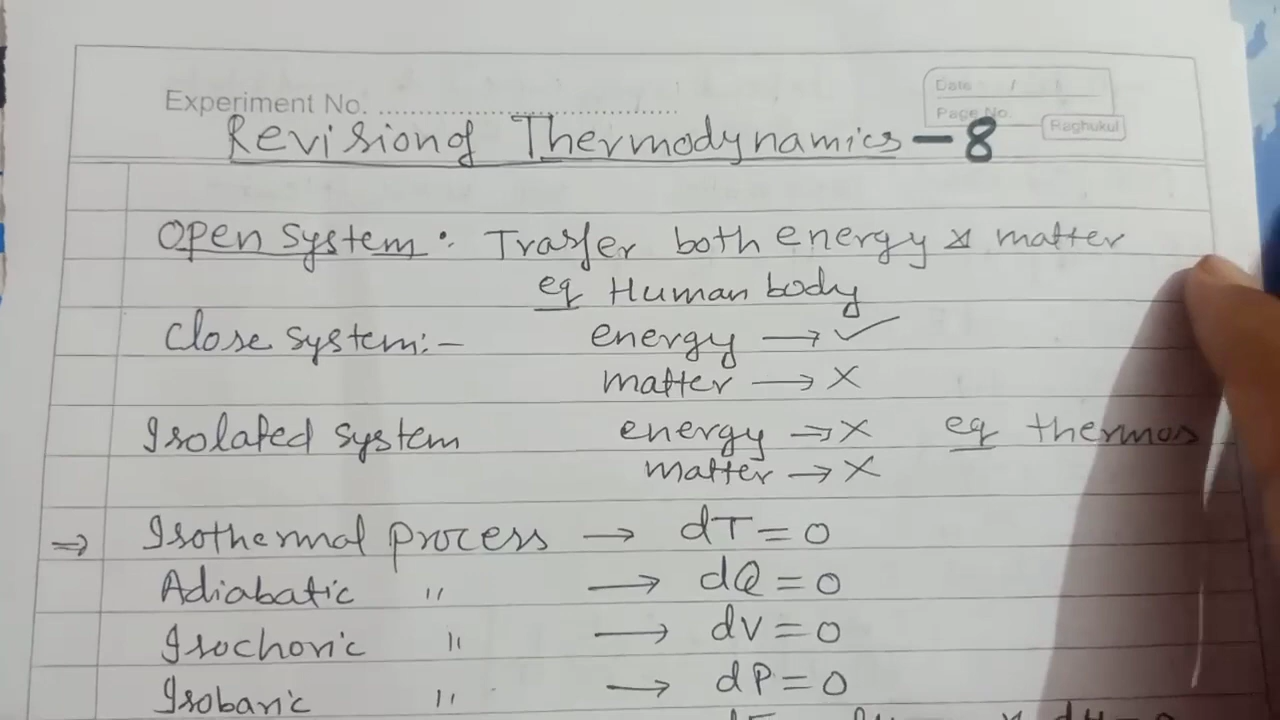 Experiment No. ..........................................
Date / /
Page No.
Raghukul
Revision of Thermodynamics - 8
Open System : Trasfer both energy & matter
eg Human body
Close System :- energy → ✓
matter → ×
Isolated system energy → × eg thermos
matter → ×
⇒ Isothermal process → dT = 0
Adiabatic " → dQ = 0
Isochoric " → dV = 0
Isobaric " → dP = 0